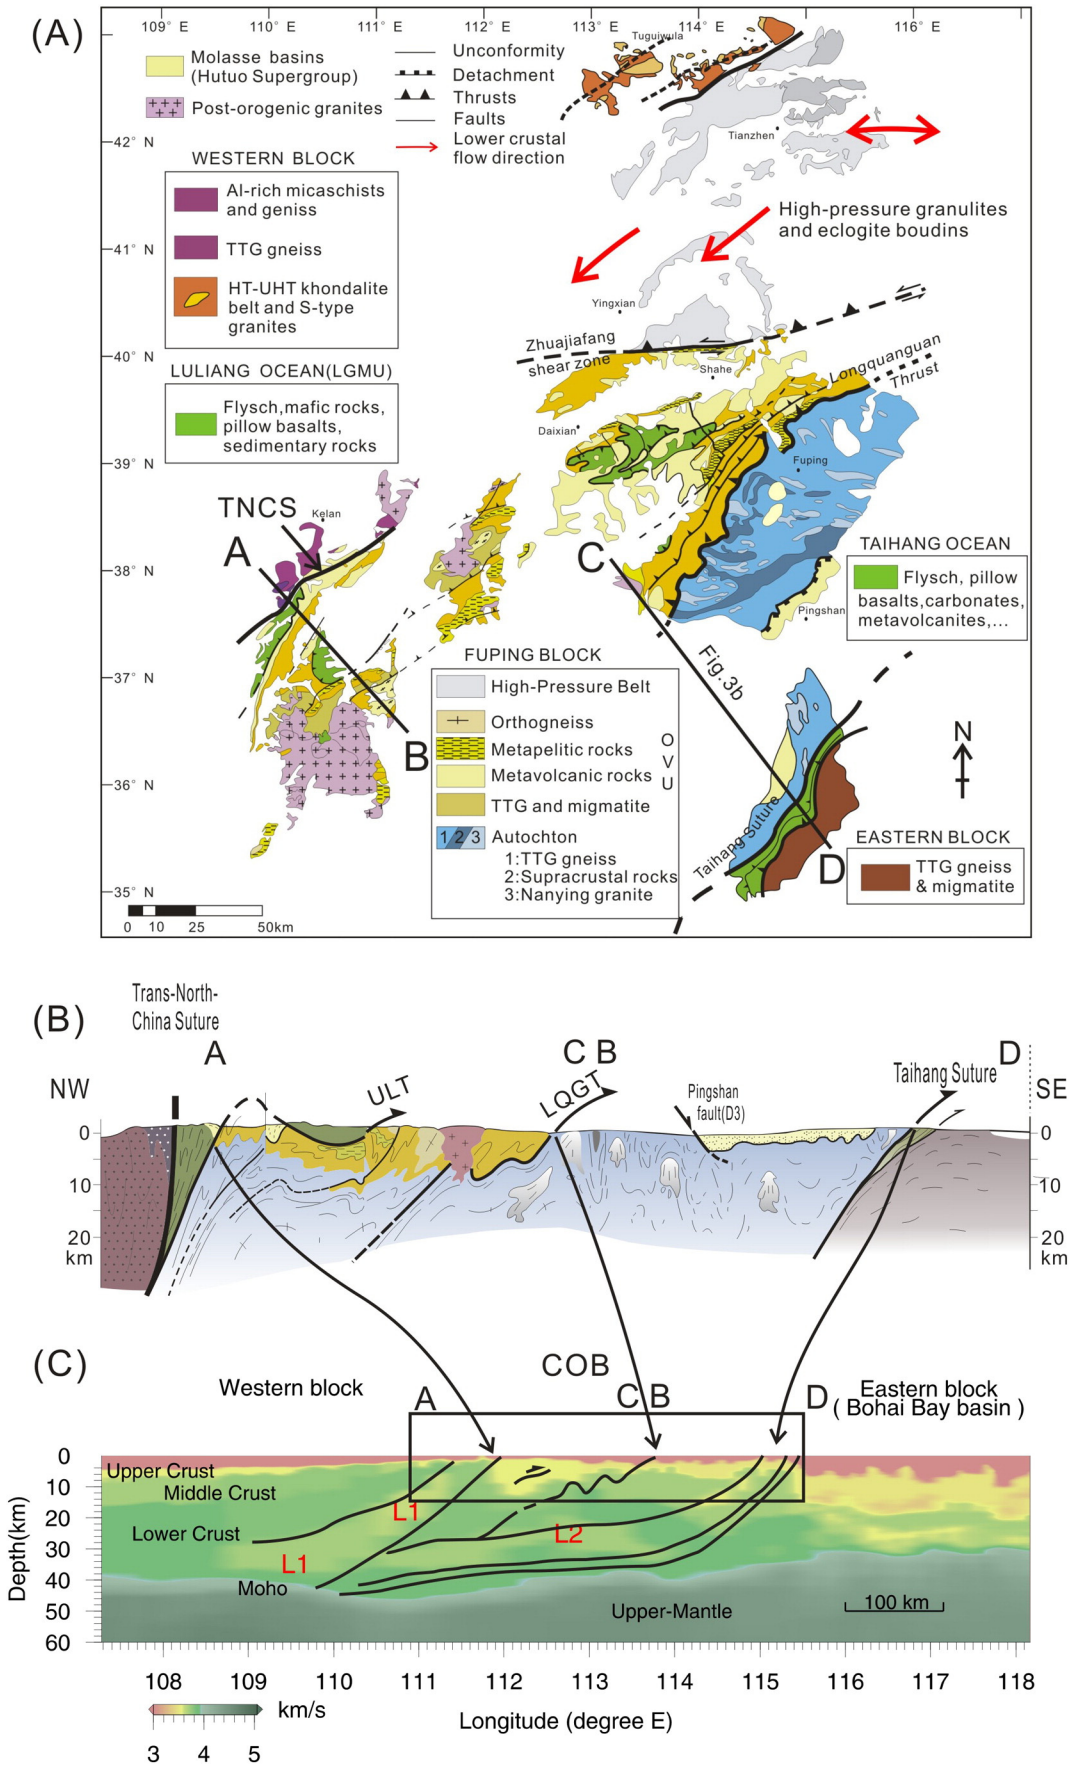 (A)
109° E
110° E
111° E
112° E
113° E
114° E
116° E
42° N
41° N
40° N
39° N
38° N
37° N
36° N
35° N
Molasse basins
(Hutuo Supergroup)
Post-orogenic granites
Unconformity
Detachment
Thrusts
Faults
Lower crustal
flow direction
WESTERN BLOCK
Al-rich micaschists
and geniss
TTG gneiss
HT-UHT khondalite
belt and S-type
granites
LULIANG OCEAN(LGMU)
Flysch,mafic rocks,
pillow basalts,
sedimentary rocks
Tuguiwula
Tianzhen
High-pressure granulites
and eclogite boudins
Yingxian
Zhuajiafang
shear zone
Shahe
Longquanguan
Thrust
Daixian
Fuping
TNCS
Kelan
A
B
C
D
Fig.3b
Pingshan
Taihang Suture
TAIHANG OCEAN
Flysch, pillow
basalts,carbonates,
metavolcanites,...
FUPING BLOCK
High-Pressure Belt
Orthogneiss
Metapelitic rocks
Metavolcanic rocks
O
V
U
TTG and migmatite
1 2 3 Autochton
1:TTG gneiss
2:Supracrustal rocks
3:Nanying granite
N
EASTERN BLOCK
TTG gneiss
& migmatite
0 10 25 50km
(B)
Trans-North-
China Suture
A
C B
D
NW
SE
ULT
LQGT
Pingshan
fault(D3)
Taihang Suture
0
10
20
km
0
10
20
km
(C)
COB
Western block
A
C B
D
Eastern block
( Bohai Bay basin )
Depth(km)
0
10
20
30
40
50
60
Upper Crust
Middle Crust
Lower Crust
Moho
L1
L1
L2
Upper-Mantle
100 km
108 109 110 111 112 113 114 115 116 117 118
Longitude (degree E)
km/s
3 4 5